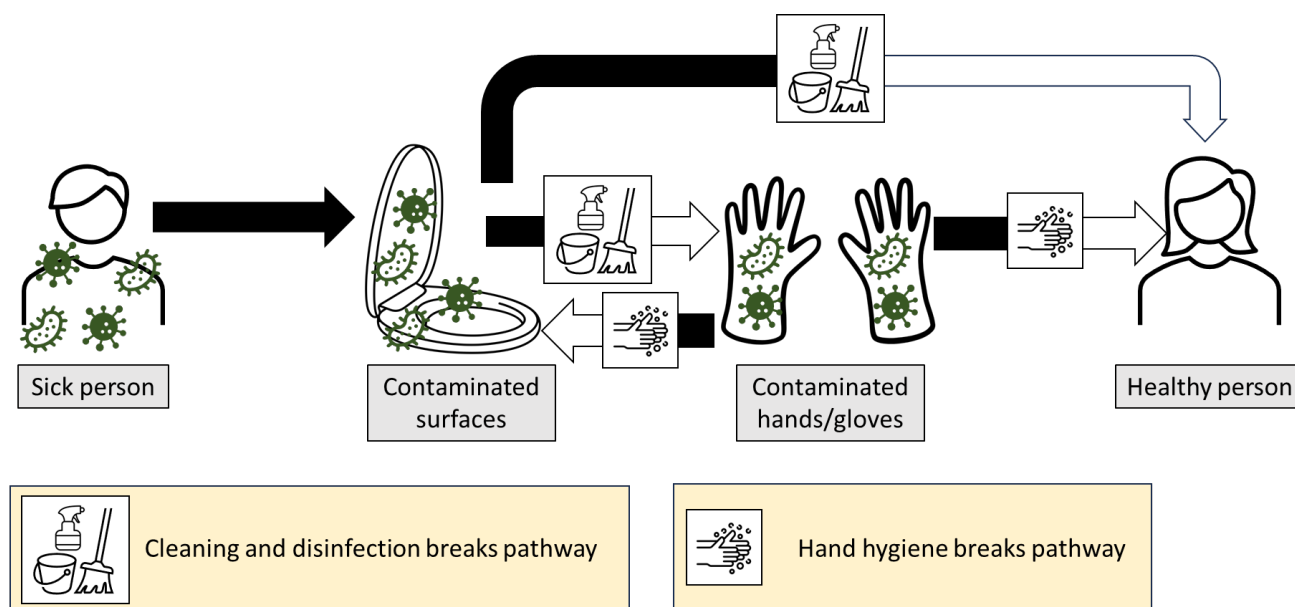 Sick person
Contaminated
surfaces
Contaminated
hands/gloves
Healthy person
Cleaning and disinfection breaks pathway
Hand hygiene breaks pathway